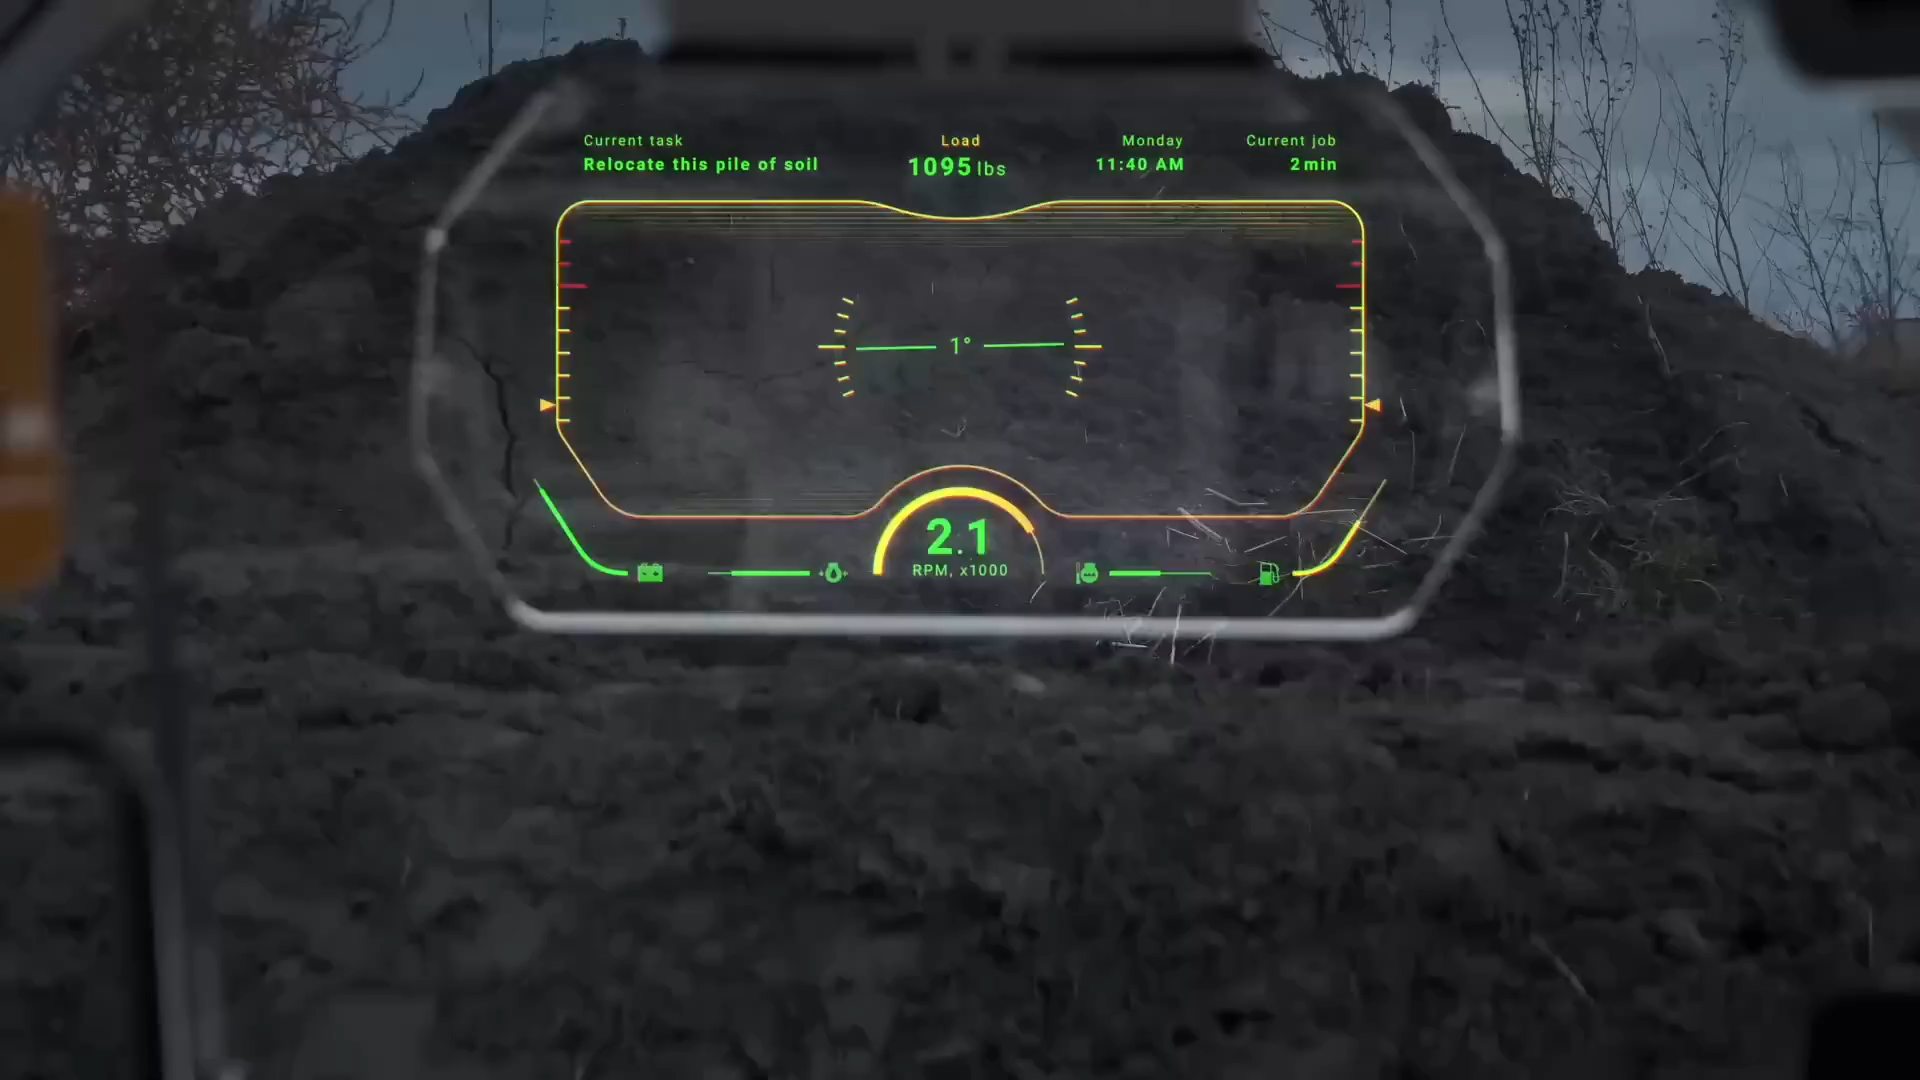 Current task
Relocate this pile of soil
Load
1095 lbs
Monday
11:40 AM
Current job
2 min
1°
2.1
RPM, x1000